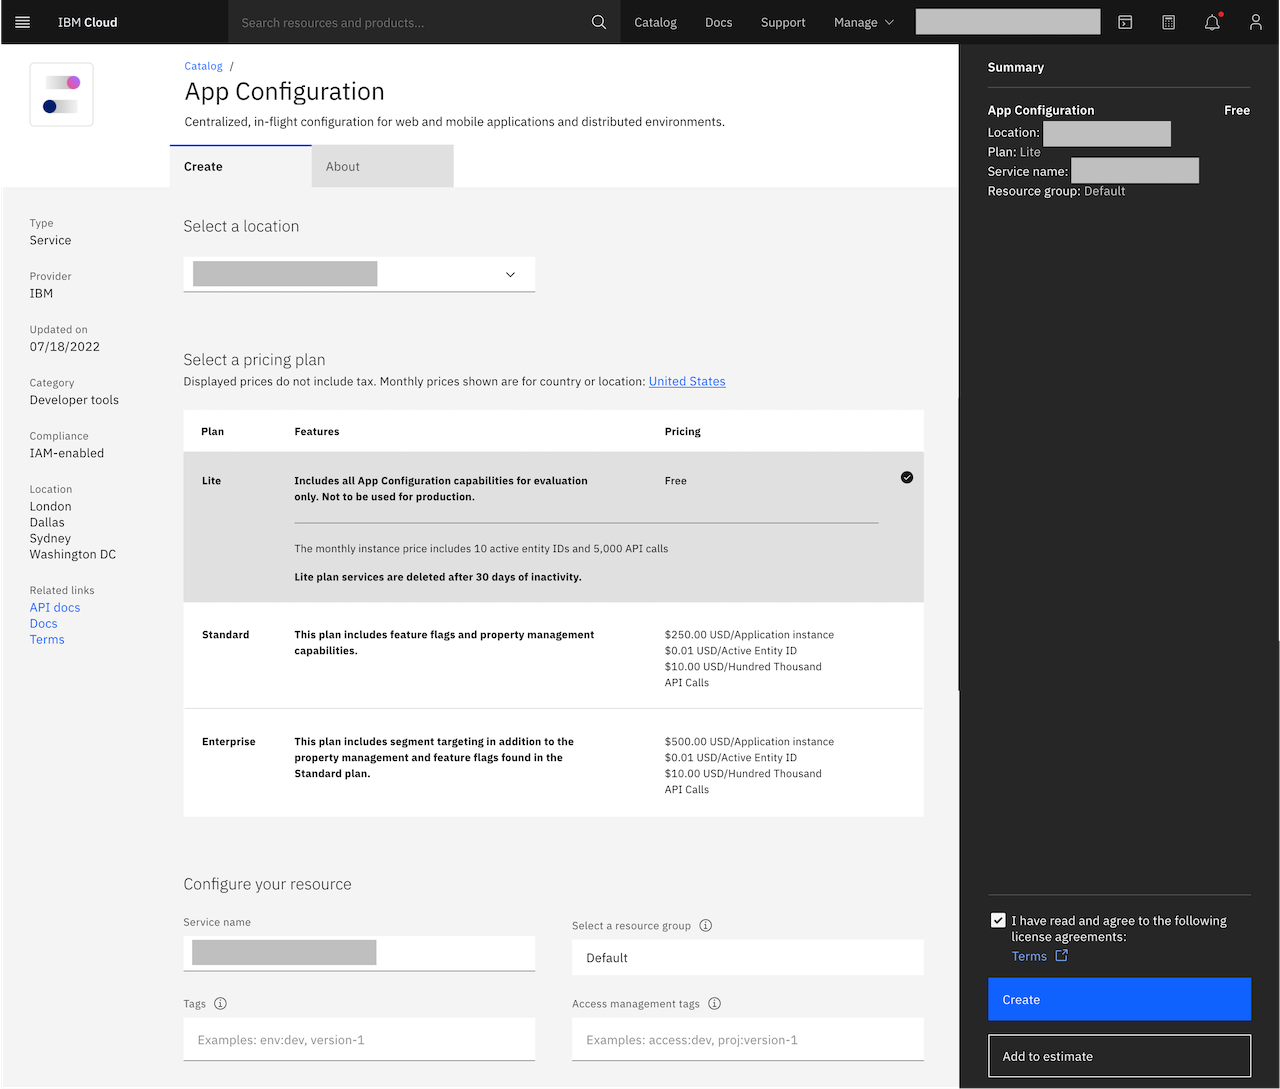 IBM Cloud
Search resources and products...
Catalog
Docs
Support
Manage
Catalog /
App Configuration
Centralized, in-flight configuration for web and mobile applications and distributed environments.
Create
About
Type
Service
Provider
IBM
Updated on
07/18/2022
Category
Developer tools
Compliance
IAM-enabled
Location
London
Dallas
Sydney
Washington DC
Related links
API docs
Docs
Terms
Select a location
Select a pricing plan
Displayed prices do not include tax. Monthly prices shown are for country or location: United States
Plan
Features
Pricing
Lite
Includes all App Configuration capabilities for evaluation
only. Not to be used for production.
Free
The monthly instance price includes 10 active entity IDs and 5,000 API calls
Lite plan services are deleted after 30 days of inactivity.
Standard
This plan includes feature flags and property management
capabilities.
$250.00 USD/Application instance
$0.01 USD/Active Entity ID
$10.00 USD/Hundred Thousand
API Calls
Enterprise
This plan includes segment targeting in addition to the
property management and feature flags found in the
Standard plan.
$500.00 USD/Application instance
$0.01 USD/Active Entity ID
$10.00 USD/Hundred Thousand
API Calls
Configure your resource
Service name
Select a resource group
Default
Tags
Examples: env:dev, version-1
Access management tags
Examples: access:dev, proj:version-1
Summary
App Configuration
Free
Location:
Plan: Lite
Service name:
Resource group: Default
I have read and agree to the following
license agreements:
Terms
Create
Add to estimate